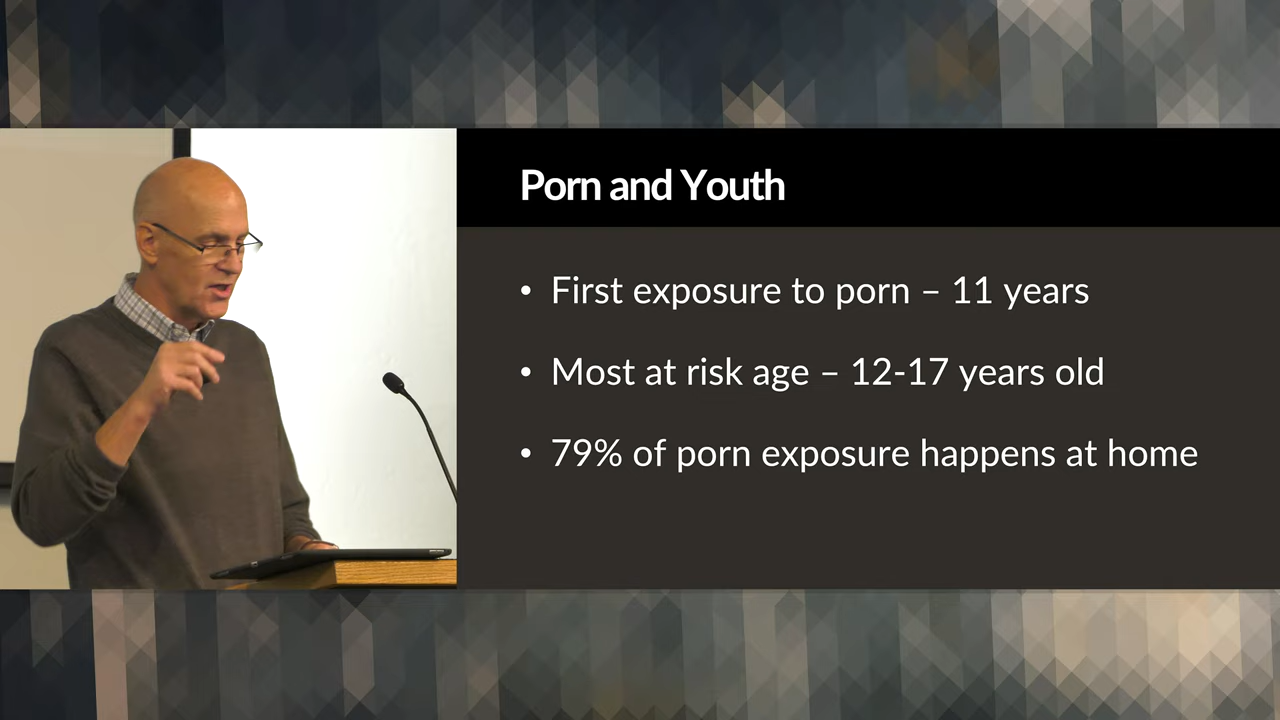 Porn and Youth
• First exposure to porn – 11 years
• Most at risk age – 12-17 years old
• 79% of porn exposure happens at home